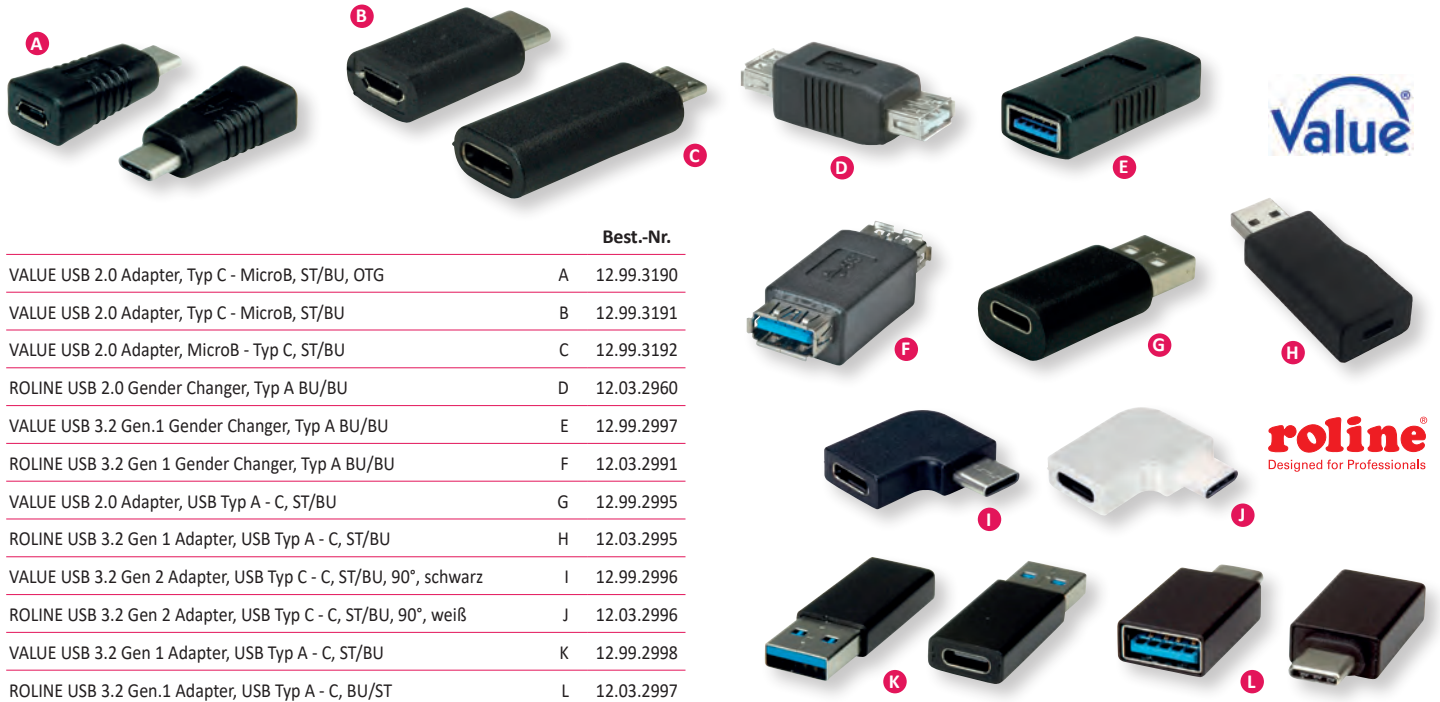 A
B
C
D
E
Value®
Best.-Nr.
VALUE USB 2.0 Adapter, Typ C - MicroB, ST/BU, OTG A 12.99.3190
VALUE USB 2.0 Adapter, Typ C - MicroB, ST/BU B 12.99.3191
VALUE USB 2.0 Adapter, MicroB - Typ C, ST/BU C 12.99.3192
ROLINE USB 2.0 Gender Changer, Typ A BU/BU D 12.03.2960
VALUE USB 3.2 Gen.1 Gender Changer, Typ A BU/BU E 12.99.2997
ROLINE USB 3.2 Gen 1 Gender Changer, Typ A BU/BU F 12.03.2991
VALUE USB 2.0 Adapter, USB Typ A - C, ST/BU G 12.99.2995
ROLINE USB 3.2 Gen 1 Adapter, USB Typ A - C, ST/BU H 12.03.2995
VALUE USB 3.2 Gen 2 Adapter, USB Typ C - C, ST/BU, 90°, schwarz I 12.99.2996
ROLINE USB 3.2 Gen 2 Adapter, USB Typ C - C, ST/BU, 90°, weiß J 12.03.2996
VALUE USB 3.2 Gen 1 Adapter, USB Typ A - C, ST/BU K 12.99.2998
ROLINE USB 3.2 Gen.1 Adapter, USB Typ A - C, BU/ST L 12.03.2997
F
G
H
roline®
Designed for Professionals
I
J
K
L